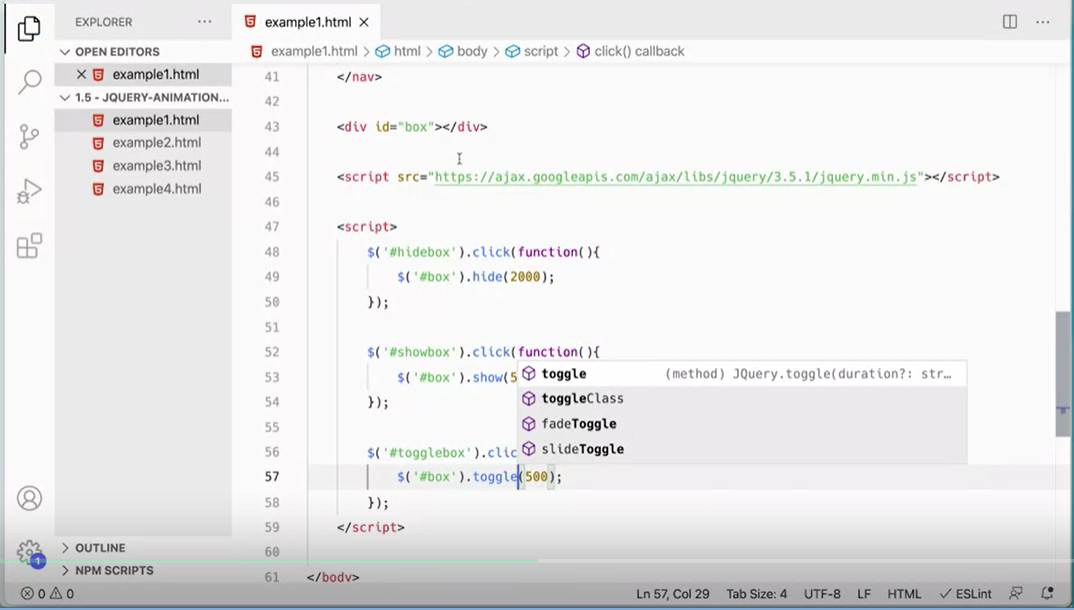 EXPLORER
example1.html
OPEN EDITORS
example1.html
example1.html > html > body > script > click() callback
example1.html
1.5 - JQUERY-ANIMATION...
example1.html
example2.html
example3.html
example4.html
41 </nav>
42
43 <div id="box"></div>
44
45 <script src="https://ajax.googleapis.com/ajax/libs/jquery/3.5.1/jquery.min.js"></script>
46
47 <script>
48 $('#hidebox').click(function(){
49 $('#box').hide(2000);
50 });
51
52 $('#showbox').click(function(){
53 $('#box').show(5
54 });
55
56 $('#togglebox').clic
57 $('#box').toggle(500);
58 });
59 </script>
60
61 </body>
toggle (method) JQuery.toggle(duration?: str...
toggleClass
fadeToggle
slideToggle
OUTLINE
NPM SCRIPTS
1
0 0
Ln 57, Col 29 Tab Size: 4 UTF-8 LF HTML ESLint